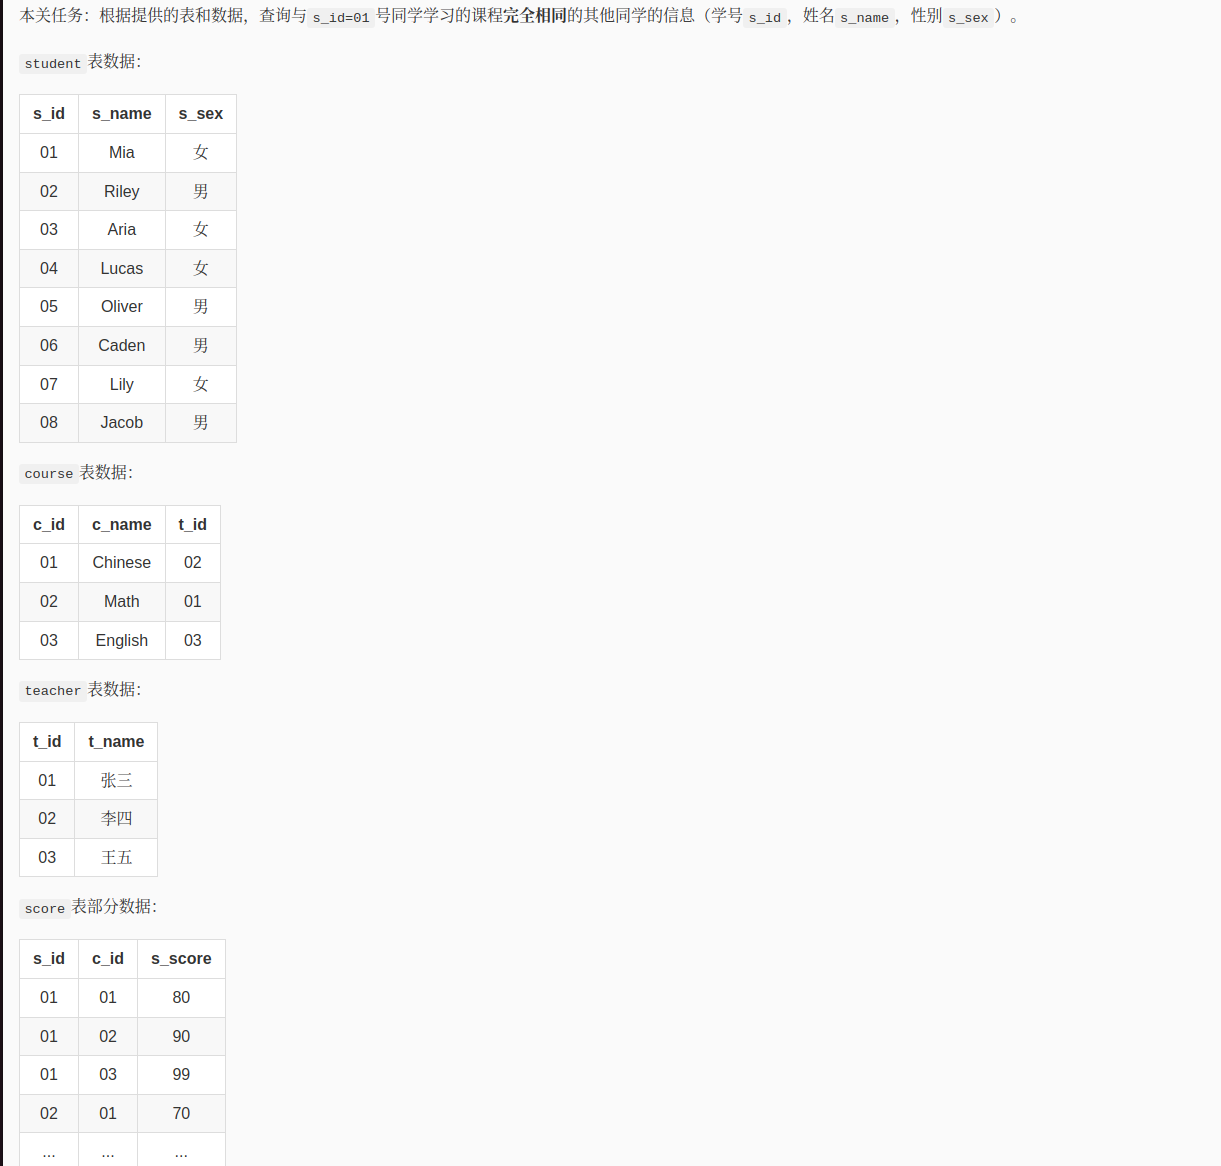 本关任务：根据提供的表和数据，查询与 s_id=01 号同学学习的课程完全相同的其他同学的信息（学号 s_id ，姓名 s_name ，性别 s_sex ）。
student 表数据：
s_id s_name s_sex
01 Mia 女
02 Riley 男
03 Aria 女
04 Lucas 女
05 Oliver 男
06 Caden 男
07 Lily 女
08 Jacob 男
course 表数据：
c_id c_name t_id
01 Chinese 02
02 Math 01
03 English 03
teacher 表数据：
t_id t_name
01 张三
02 李四
03 王五
score 表部分数据：
s_id c_id s_score
01 01 80
01 02 90
01 03 99
02 01 70
... ... ...